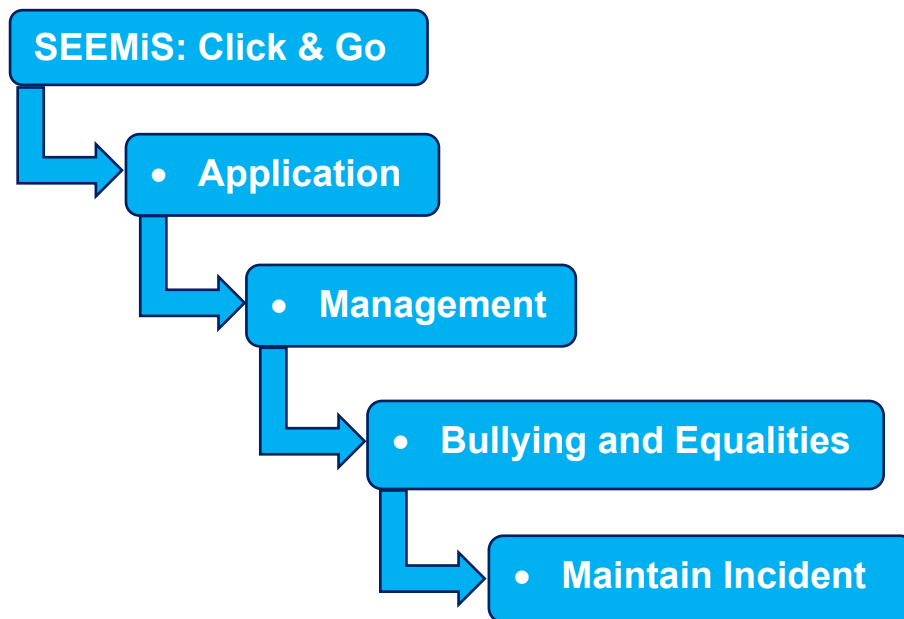 SEEMiS: Click & Go
• Application
• Management
• Bullying and Equalities
• Maintain Incident